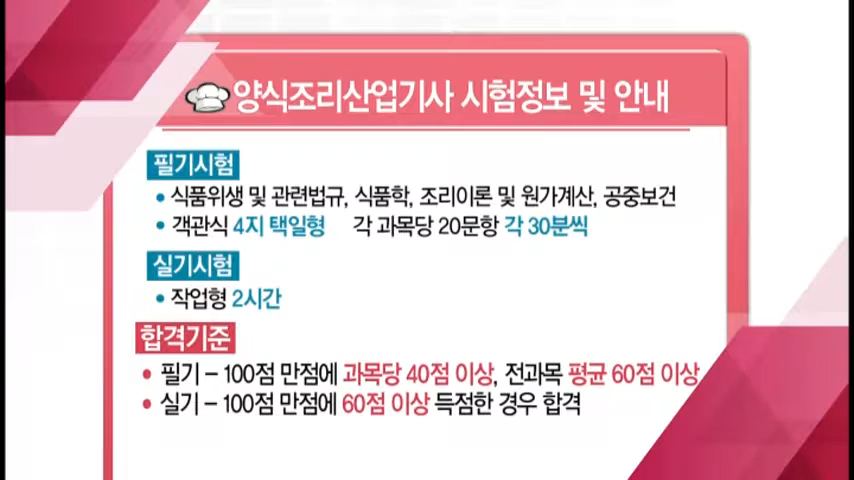 양식조리산업기사 시험정보 및 안내
필기시험
• 식품위생 및 관련법규, 식품학, 조리이론 및 원가계산, 공중보건
• 객관식 4지 택일형 각 과목당 20문항 각 30분씩
실기시험
• 작업형 2시간
합격기준
• 필기 – 100점 만점에 과목당 40점 이상, 전과목 평균 60점 이상
• 실기 – 100점 만점에 60점 이상 득점한 경우 합격